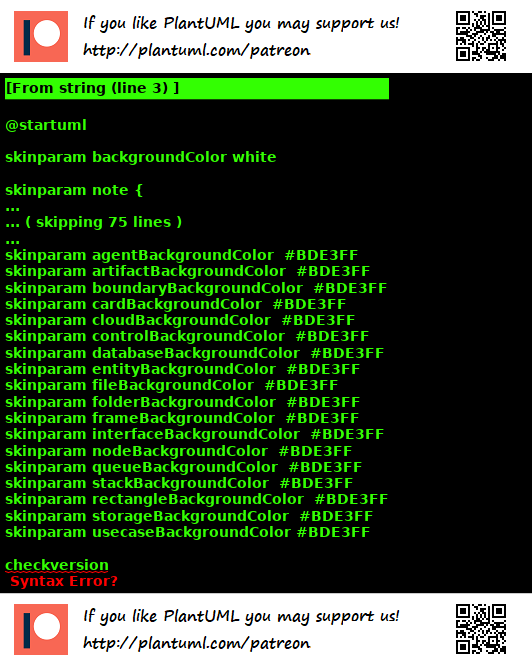 If you like PlantUML you may support us!
http://plantuml.com/patreon
[From string (line 3) ]
@startuml
skinparam backgroundColor white
skinparam note {
...
... ( skipping 75 lines )
...
skinparam agentBackgroundColor  #BDE3FF
skinparam artifactBackgroundColor  #BDE3FF
skinparam boundaryBackgroundColor  #BDE3FF
skinparam cardBackgroundColor  #BDE3FF
skinparam cloudBackgroundColor  #BDE3FF
skinparam controlBackgroundColor  #BDE3FF
skinparam databaseBackgroundColor  #BDE3FF
skinparam entityBackgroundColor  #BDE3FF
skinparam fileBackgroundColor  #BDE3FF
skinparam folderBackgroundColor  #BDE3FF
skinparam frameBackgroundColor  #BDE3FF
skinparam interfaceBackgroundColor  #BDE3FF
skinparam nodeBackgroundColor  #BDE3FF
skinparam queueBackgroundColor  #BDE3FF
skinparam stackBackgroundColor  #BDE3FF
skinparam rectangleBackgroundColor  #BDE3FF
skinparam storageBackgroundColor  #BDE3FF
skinparam usecaseBackgroundColor #BDE3FF
checkversion
Syntax Error?
If you like PlantUML you may support us!
http://plantuml.com/patreon